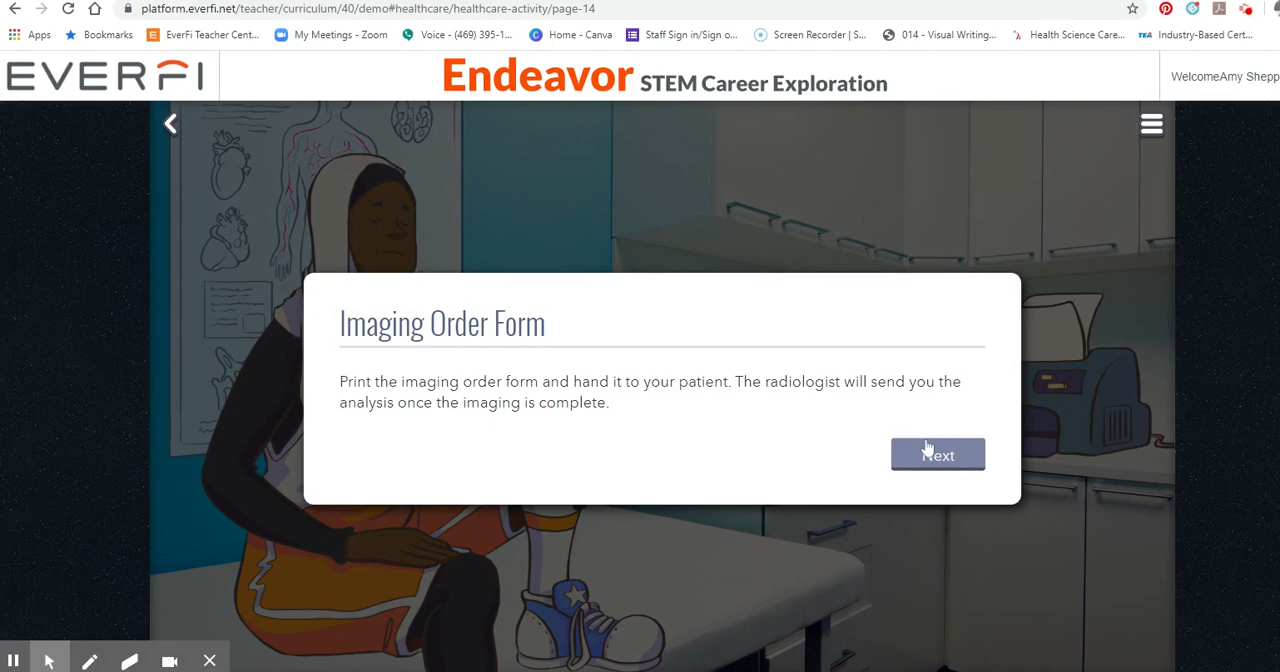 platform.everfi.net/teacher/curriculum/40/demo#healthcare/healthcare-activity/page-14
Apps Bookmarks EverFi Teacher Cent... My Meetings - Zoom Voice - (469) 395-1... Home - Canva Staff Sign in/Sign o... Screen Recorder | S... 014 - Visual Writing... Health Science Care... Industry-Based Cert...
EVERFI Endeavor STEM Career Exploration WelcomeAmy Shepp
Imaging Order Form
Print the imaging order form and hand it to your patient. The radiologist will send you the
analysis once the imaging is complete.
Next